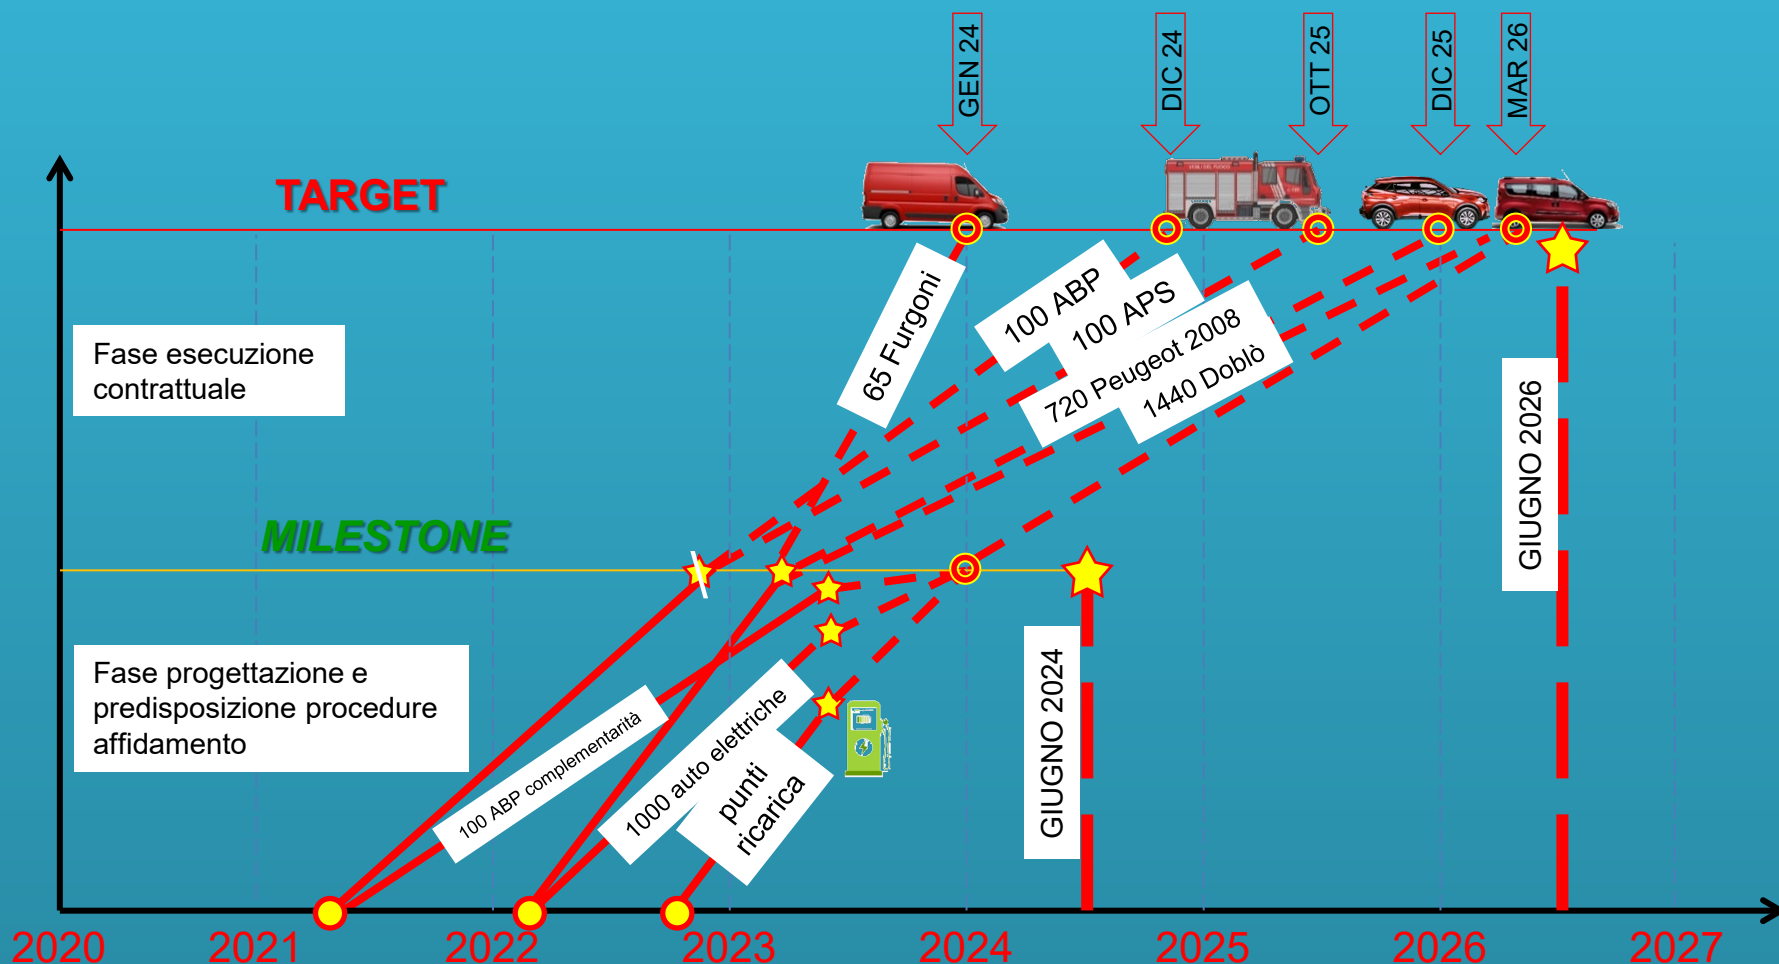 GEN 24
DIC 24
OTT 25
DIC 25
MAR 26
TARGET
65 Furgoni
100 ABP
100 APS
720 Peugeot 2008
1440 Doblò
Fase esecuzione
contrattuale
GIUGNO 2026
MILESTONE
Fase progettazione e
predisposizione procedure
affidamento
100 ABP complementarità
1000 auto elettriche
punti
ricarica
GIUGNO 2024
2020
2021
2022
2023
2024
2025
2026
2027